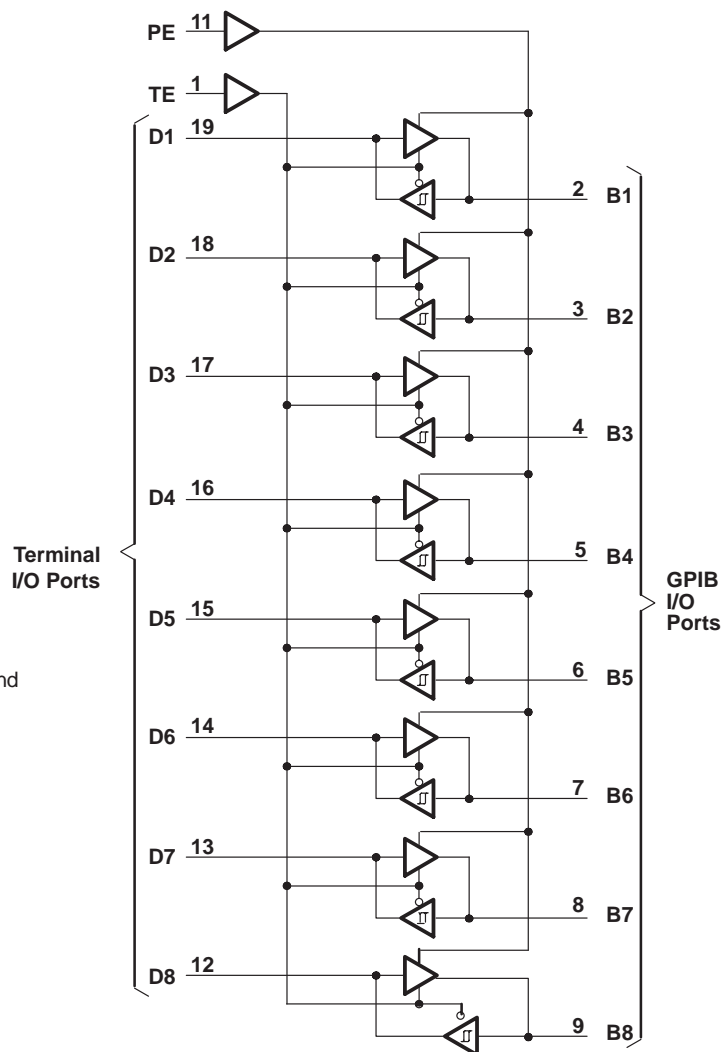 PE 11
TE 1
D1 19
2 B1
D2 18
3 B2
D3 17
4 B3
D4 16
5 B4
Terminal
I/O Ports
GPIB
I/O
Ports
D5 15
6 B5
nd
D6 14
7 B6
D7 13
8 B7
D8 12
9 B8